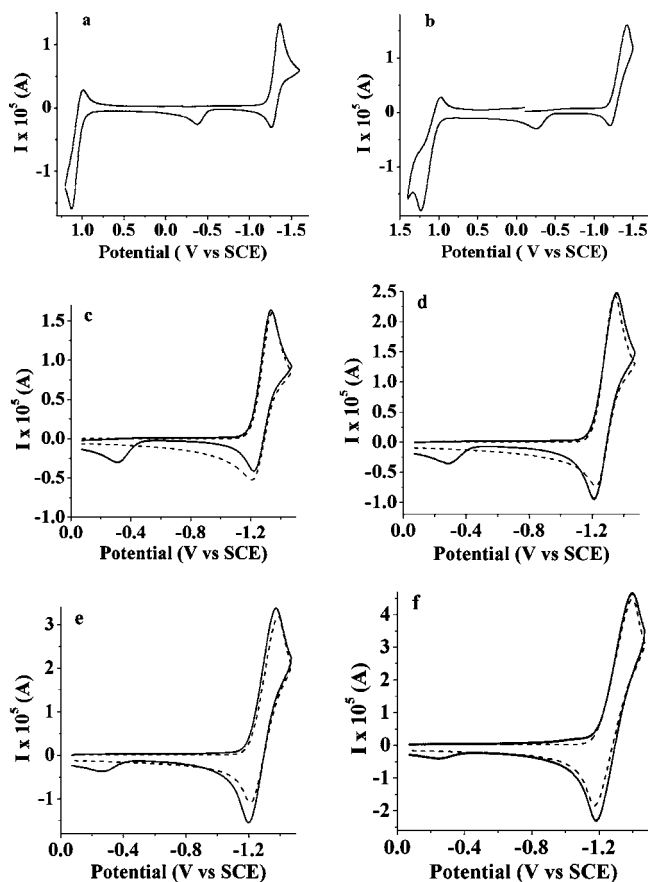 a
I x 10⁵ (A)
1
0
-1
1.0 0.5 0.0 -0.5 -1.0 -1.5
Potential ( V vs SCE)
b
I x 10⁵ (A)
1
0
-1
1.5 1.0 0.5 0.0 -0.5 -1.0 -1.5
Potential (V vs SCE)
c
I x 10⁵ (A)
1.5
1.0
0.5
0.0
-0.5
-1.0
0.0 -0.4 -0.8 -1.2
Potential (V vs SCE)
d
I x 10⁵ (A)
2.5
2.0
1.5
1.0
0.5
0.0
-0.5
-1.0
0.0 -0.4 -0.8 -1.2
Potential (V vs SCE)
e
I x 10⁵ (A)
3
2
1
0
-1
0.0 -0.4 -0.8 -1.2
Potential (V vs SCE)
f
I x 10⁵ (A)
4
3
2
1
0
-1
-2
0.0 -0.4 -0.8 -1.2
Potential (V vs SCE)